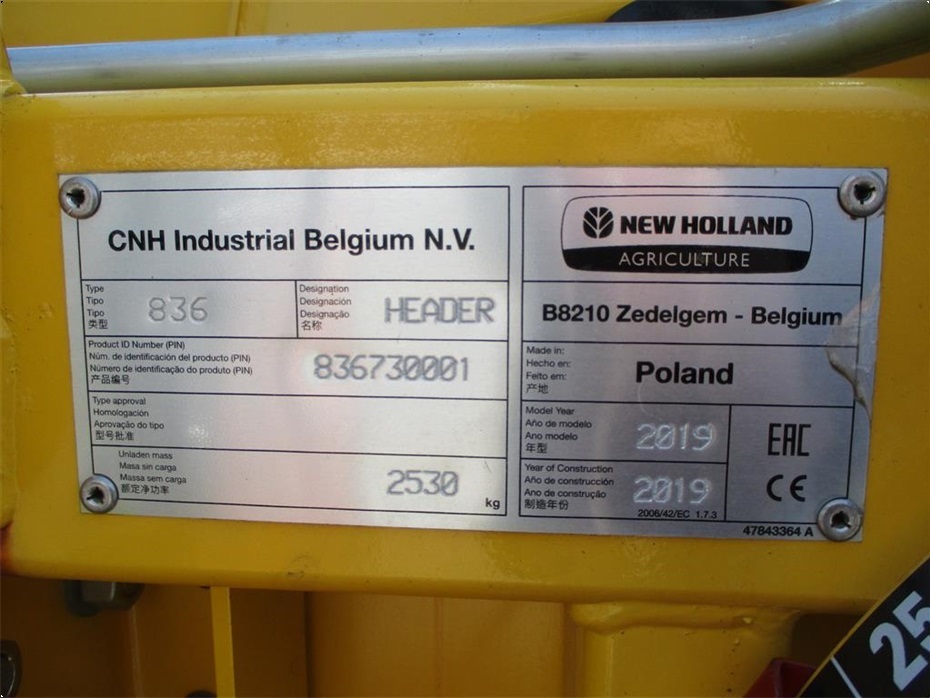 CNH Industrial Belgium N.V.
Type
Tipo
Tipo
类型
836
Designation
Designación
Designação
名称
HEADER
Product ID Number (PIN)
Núm. de identificación del producto (PIN)
Número de identificação do produto (PIN)
产品编号
836730001
Type approval
Homologación
Aprovação do tipo
型号批准
Unladen mass
Masa sin carga
Massa sem carga
额定净功率
2530
kg
NEW HOLLAND
AGRICULTURE
B8210 Zedelgem - Belgium
Made in:
Hecho en:
Feito em:
产地
Poland
Model Year
Año de modelo
Ano modelo
年型
2019
Year of Construction
Año de construcción
Ano de construção
制造年份
2019
2006/42/EC 1.7.3
EAC
CE
47843364 A
25